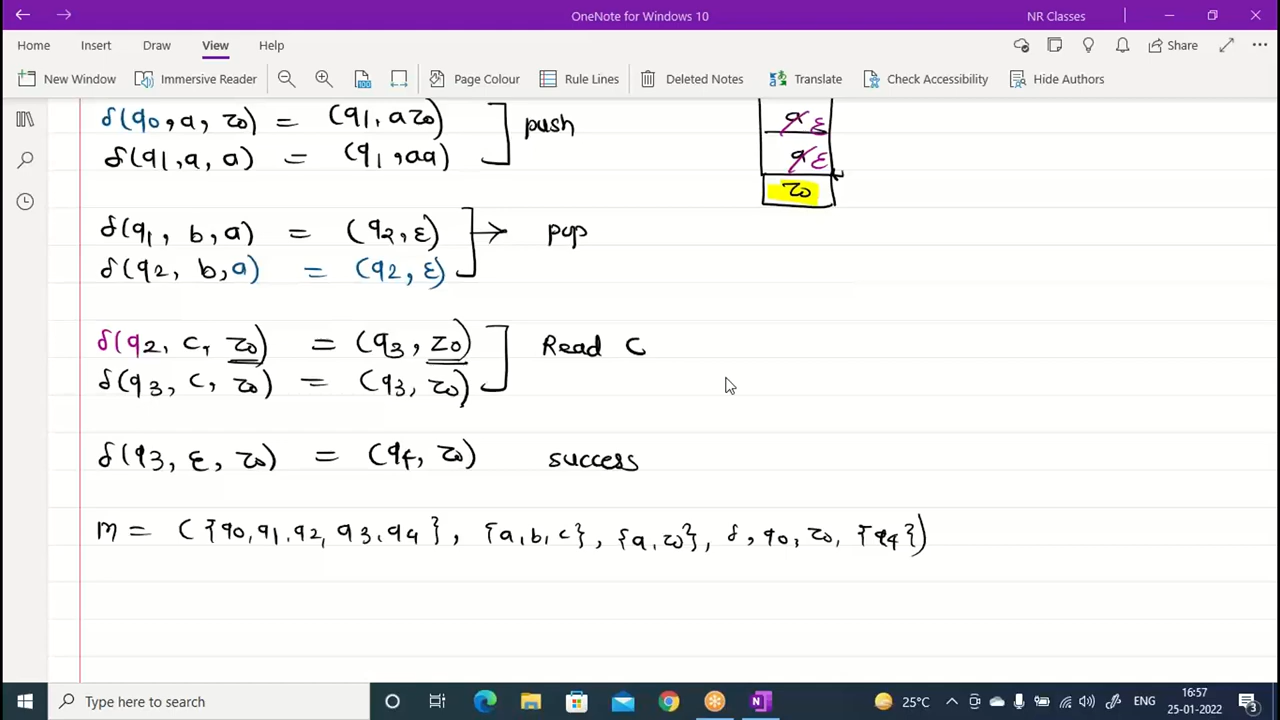 OneNote for Windows 10
NR Classes
Home Insert Draw View Help
Share
New Window Immersive Reader Page Colour Rule Lines Deleted Notes Translate Check Accessibility Hide Authors
δ(q0, a, z0) = (q1, az0)
δ(q1, a, a) = (q1, aa)
push
a ε
a ε
z0
δ(q1, b, a) = (q2, ε)
δ(q2, b, a) = (q2, ε)
pop
δ(q2, c, z0) = (q3, z0)
δ(q3, c, z0) = (q3, z0)
Read C
δ(q3, ε, z0) = (q4, z0) success
M = ({q0, q1, q2, q3, q4}, {a, b, c}, {a, z0}, δ, q0, z0, {q4})
Type here to search
25°C
ENG
16:57
25-01-2022
3